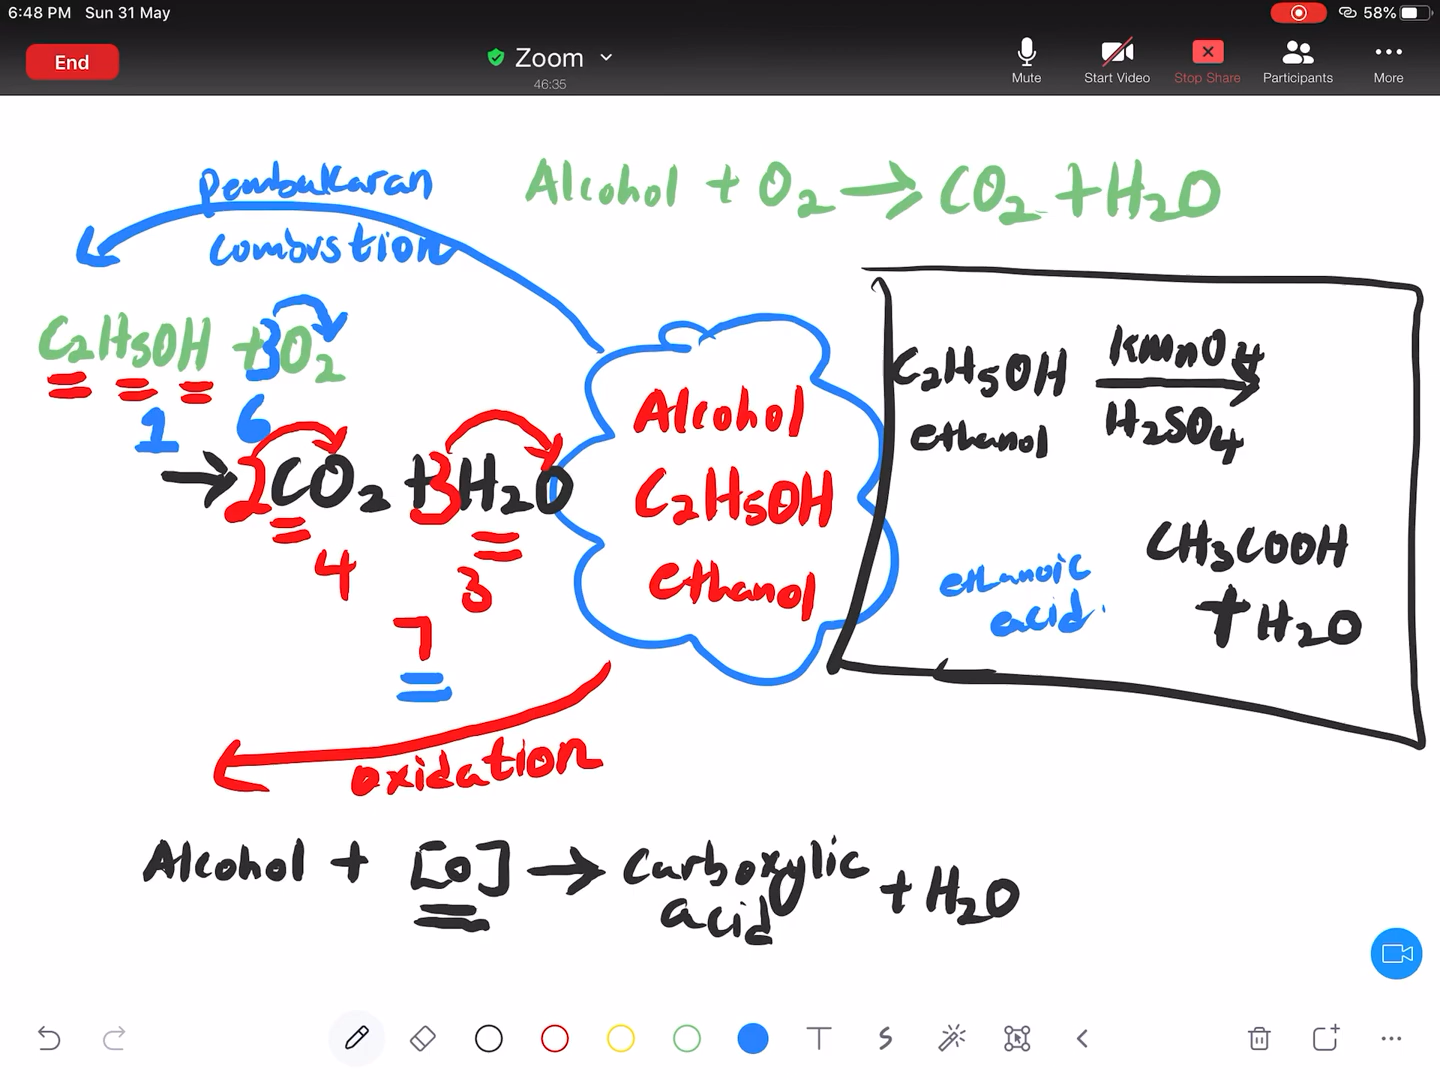 6:48 PM Sun 31 May
58%
End
Zoom
46:35
Mute
Start Video
Stop Share
Participants
More
pembakaran
combustion
Alcohol + O2 → CO2 + H2O
C2H5OH + 3O2
1 6
→ 2CO2 + 3H2O
4 3
7
Alcohol
C2H5OH
ethanol
C2H5OH
ethanol
KMnO4
H2SO4
CH3COOH
+ H2O
ethanoic
acid.
oxidation
Alcohol + [O] → Carboxylic
acid + H2O
T